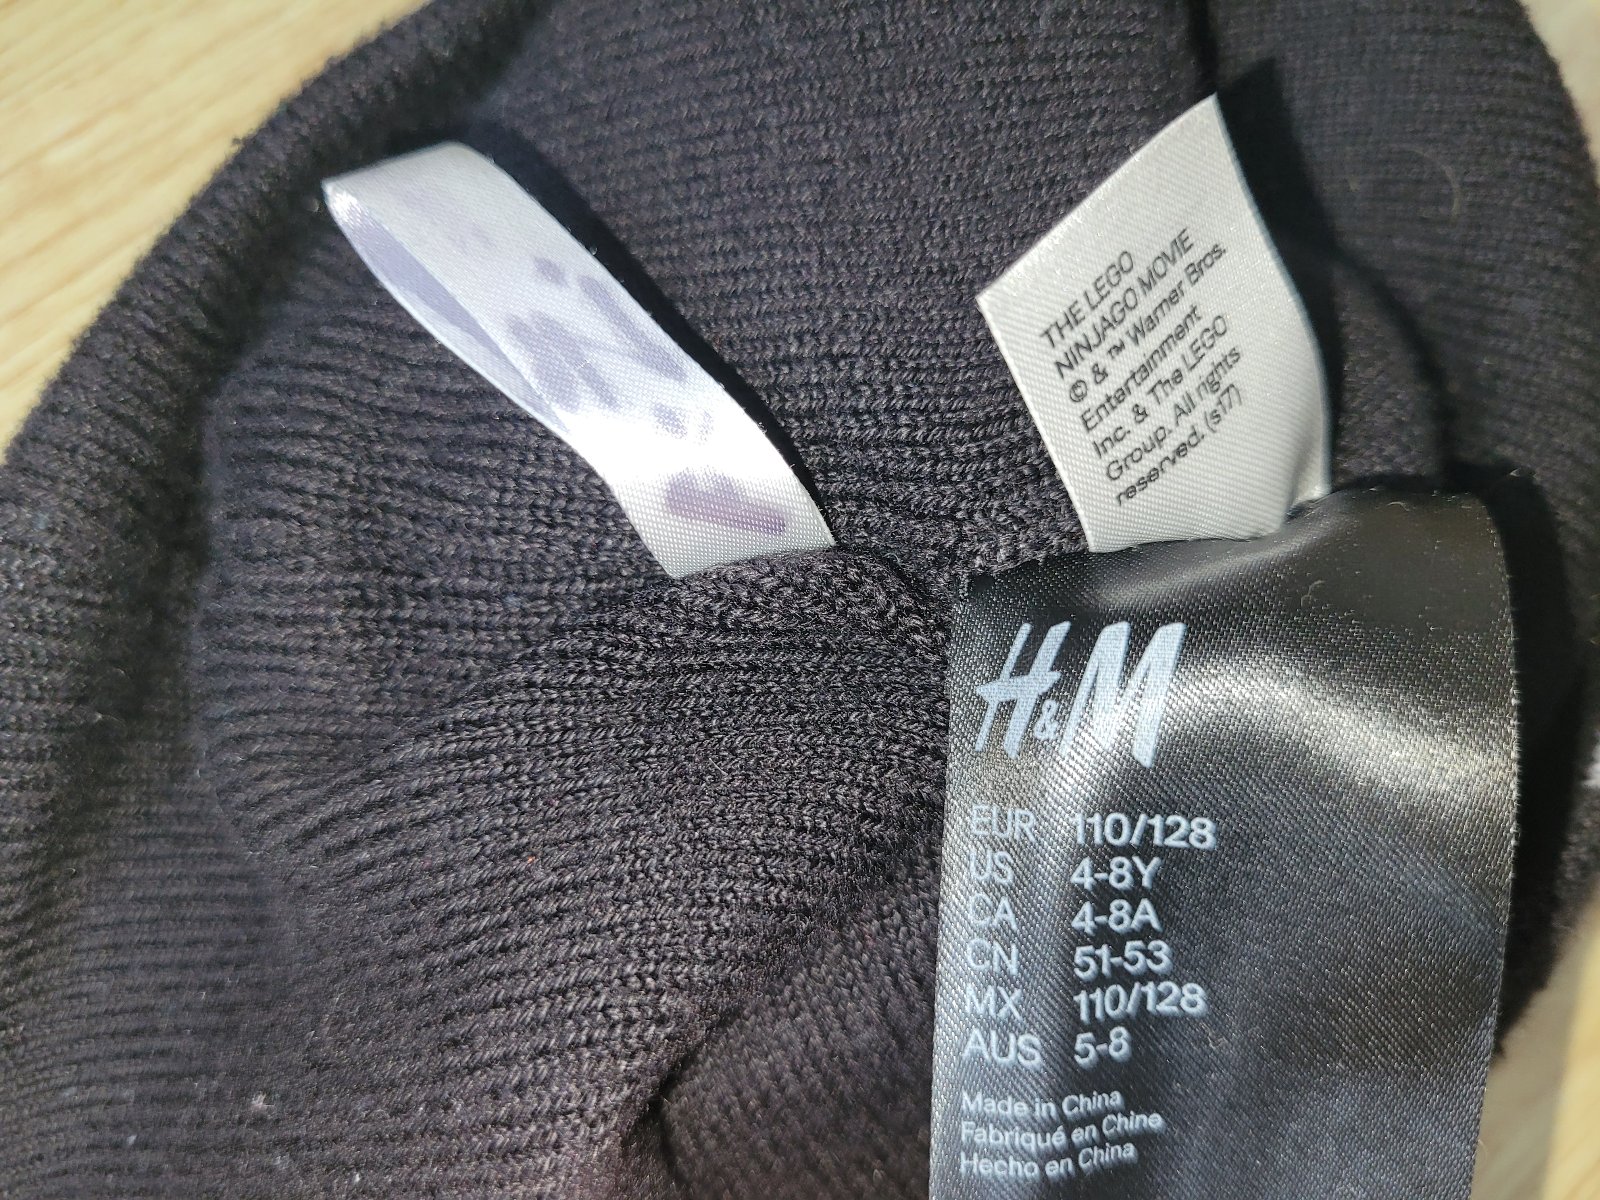 THE LEGO
NINJAGO MOVIE
© & ™ Warner Bros.
Entertainment
Inc. & The LEGO
Group. All rights
reserved. (s17)
H&M
EUR 110/128
US 4-8Y
CA 4-8A
CN 51-53
MX 110/128
AUS 5-8
Made in China
Fabriqué en Chine
Hecho en China